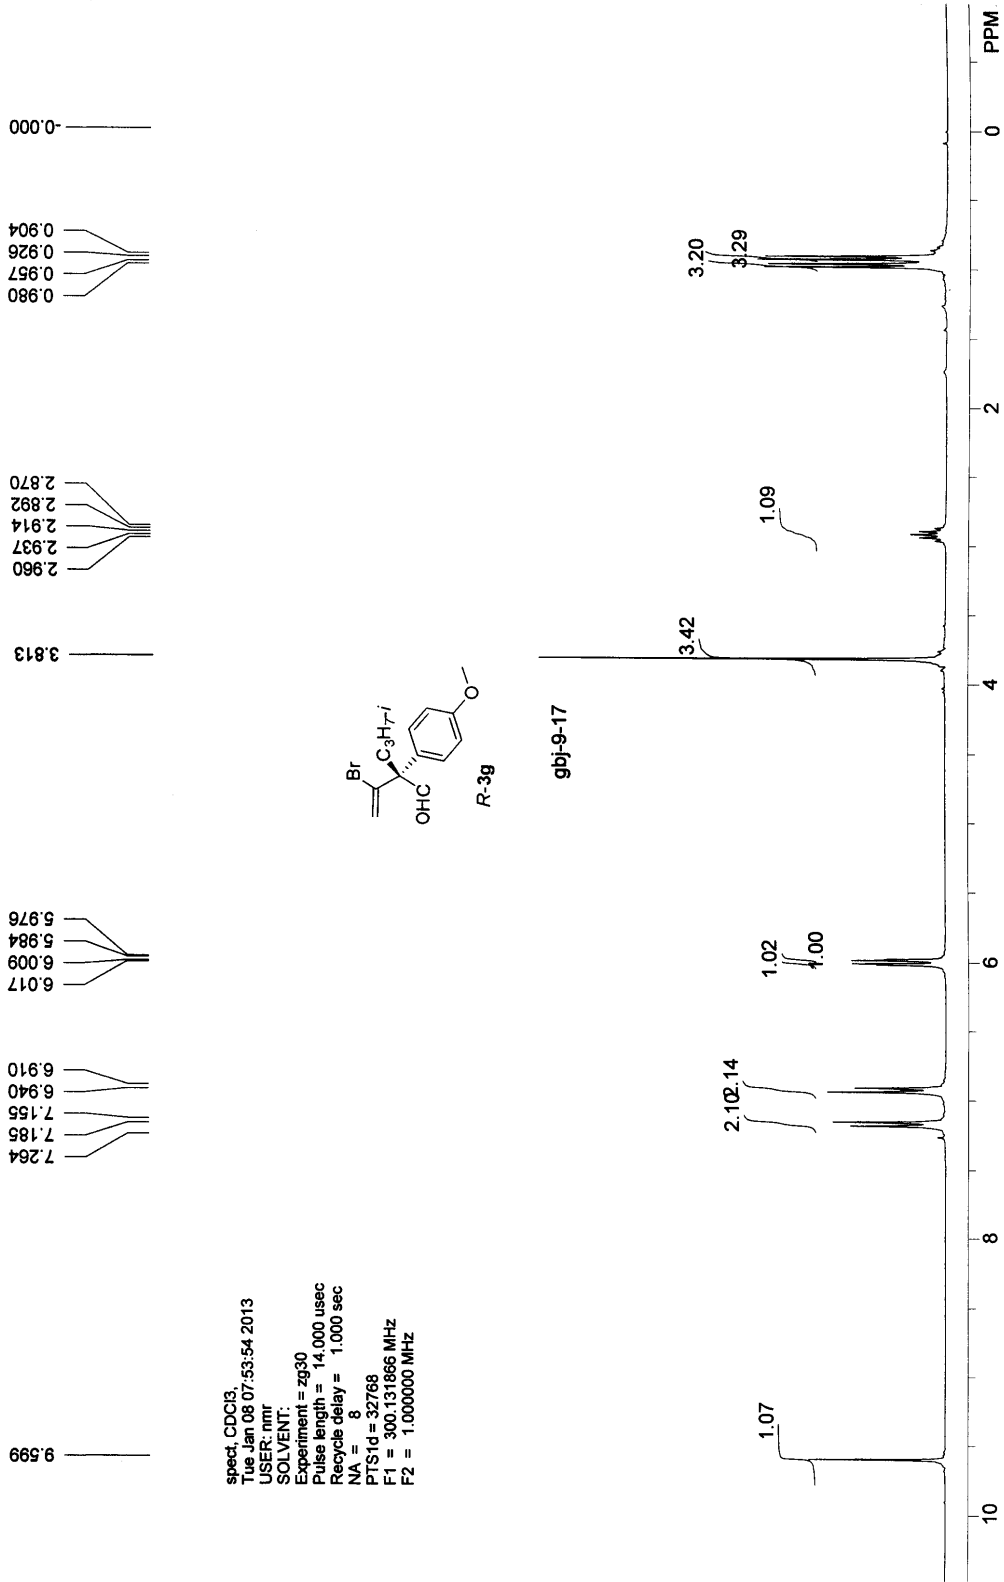 9.599
7.264
7.185
7.155
6.940
6.910
6.017
6.009
5.984
5.976
3.813
2.960
2.937
2.914
2.892
2.870
0.980
0.957
0.926
0.904
-0.000
spect, CDCl3,
Tue Jan 08 07:53:54 2013
USER: nmr
SOLVENT:
Experiment = zg30
Pulse length = 14.000 usec
Recycle delay = 1.000 sec
NA = 8
PTS1d = 32768
F1 = 300.131866 MHz
F2 = 1.000000 MHz
Br
C3H7-i
OHC
O
R-3g
gbj-9-17
1.07
2.10
2.14
1.02
1.00
3.42
1.09
3.20
3.29
10
8
6
4
2
0
PPM